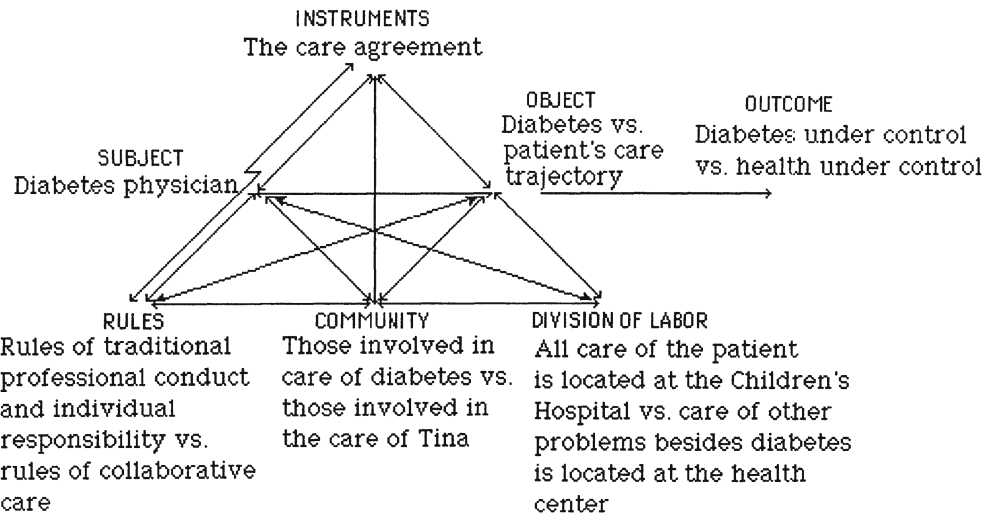 INSTRUMENTS
The care agreement
OBJECT
Diabetes vs.
patient's care
trajectory
OUTCOME
Diabetes under control
vs. health under control
SUBJECT
Diabetes physician
RULES
Rules of traditional
professional conduct
and individual
responsibility vs.
rules of collaborative
care
COMMUNITY
Those involved in
care of diabetes vs.
those involved in
the care of Tina
DIVISION OF LABOR
All care of the patient
is located at the Children's
Hospital vs. care of other
problems besides diabetes
is located at the health
center